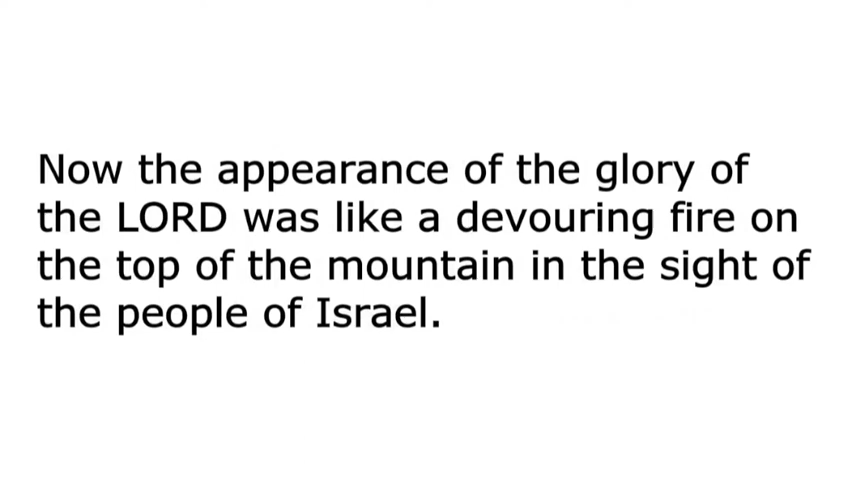 Now the appearance of the glory of
the LORD was like a devouring fire on
the top of the mountain in the sight of
the people of Israel.